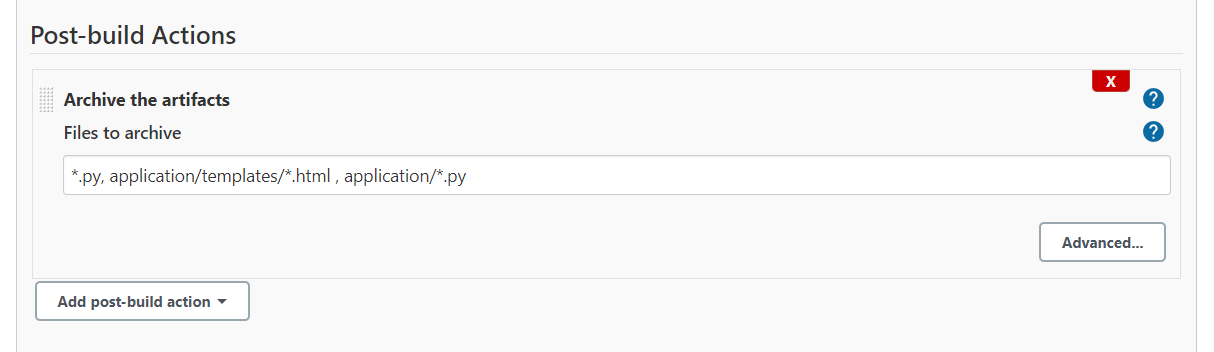 Post-build Actions
X
Archive the artifacts
?
Files to archive
?
*.py, application/templates/*.html , application/*.py
Advanced...
Add post-build action